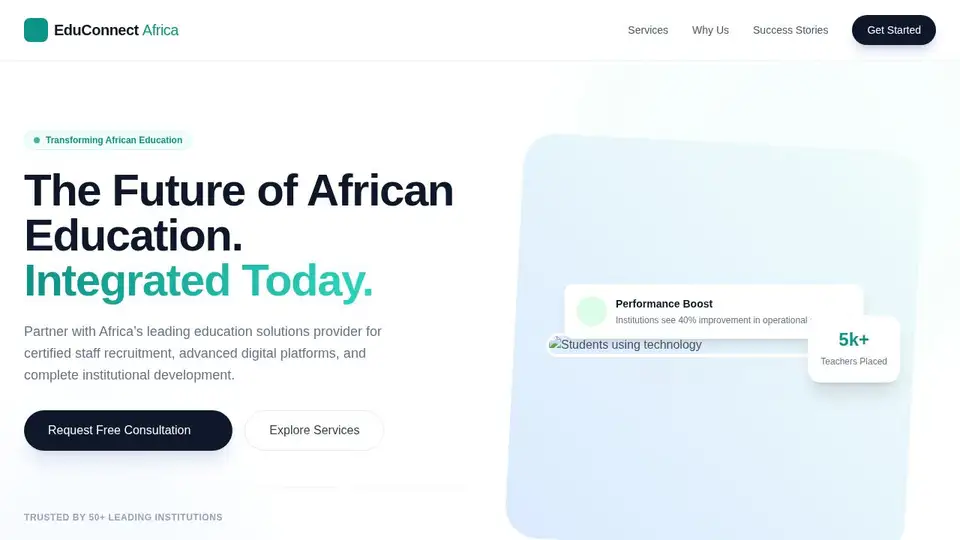 EduConnect Africa
Services
Why Us
Success Stories
Get Started
Transforming African Education
The Future of African
Education.
Integrated Today.
Partner with Africa's leading education solutions provider for
certified staff recruitment, advanced digital platforms, and
complete institutional development.
Request Free Consultation
Explore Services
TRUSTED BY 50+ LEADING INSTITUTIONS
Performance Boost
Institutions see 40% improvement in operational
Students using technology
5k+
Teachers Placed